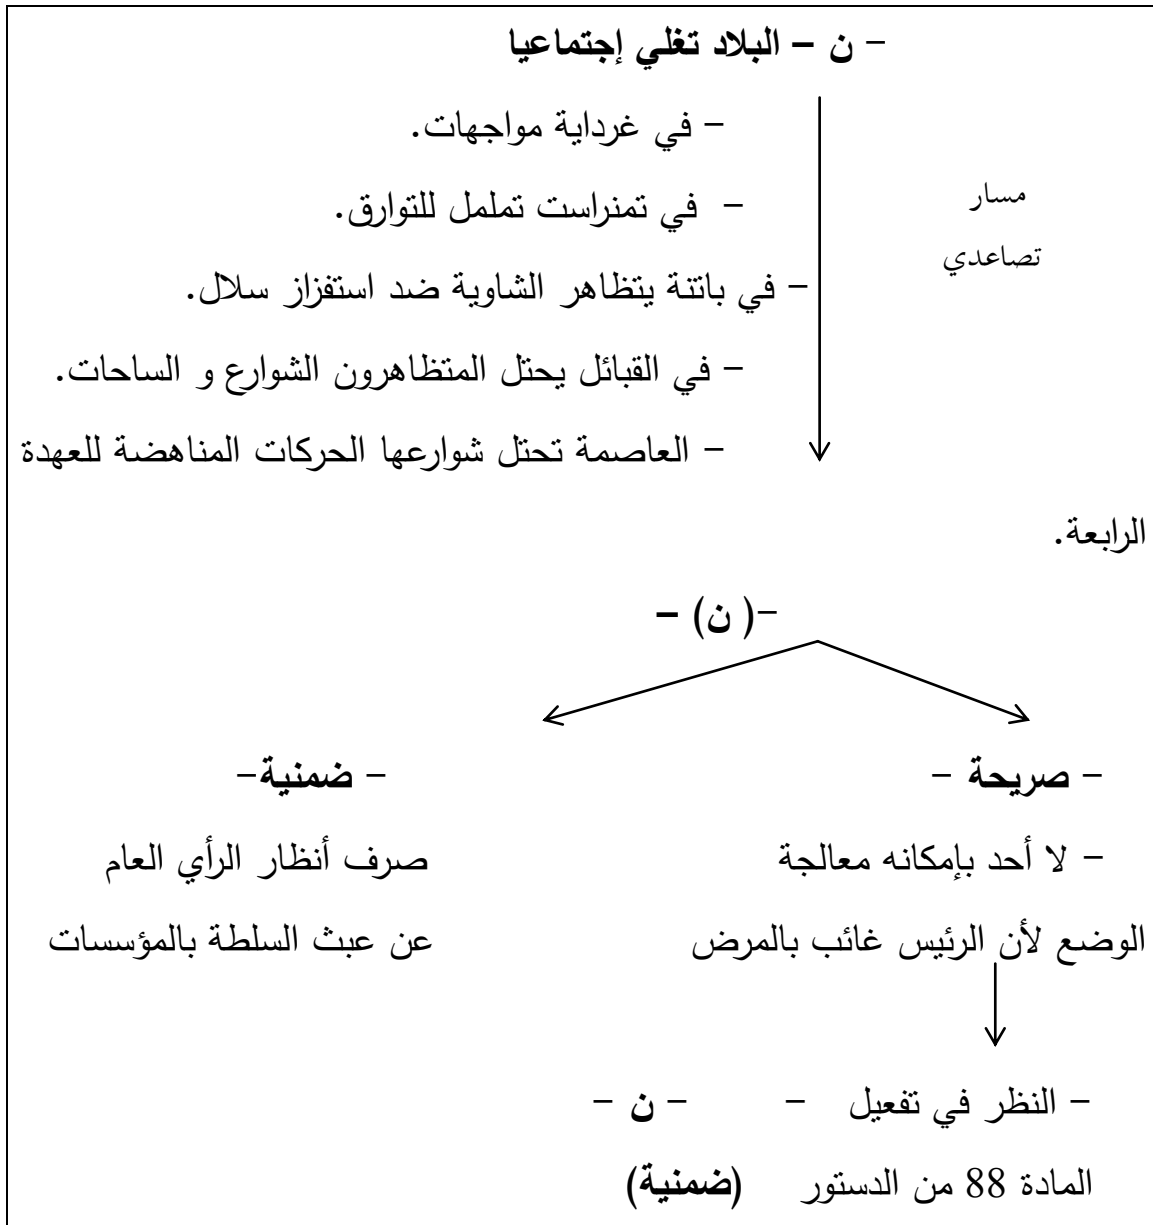 - ن – البلاد تغلي إجتماعيا
- في غرداية مواجهات.
مسار
- في تمنراست تململ للتوارق.
تصاعدي
- في باتنة يتظاهر الشاوية ضد استفزاز سلال.
- في القبائل يحتل المتظاهرون الشوارع و الساحات.
- العاصمة تحتل شوارعها الحركات المناهضة للعهدة
الرابعة.
-( ن) –
- صريحة - - ضمنية-
- لا أحد بإمكانه معالجة صرف أنظار الرأي العام
الوضع لأن الرئيس غائب بالمرض عن عبث السلطة بالمؤسسات
- النظر في تفعيل - - ن -
المادة 88 من الدستور (ضمنية)